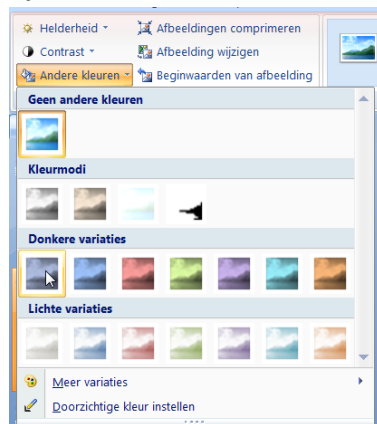 Helderheid Afbeeldingen comprimeren
Contrast Afbeelding wijzigen
Andere kleuren Beginwaarden van afbeelding
Geen andere kleuren
Kleurmodi
Donkere variaties
Lichte variaties
Meer variaties
Doorzichtige kleur instellen